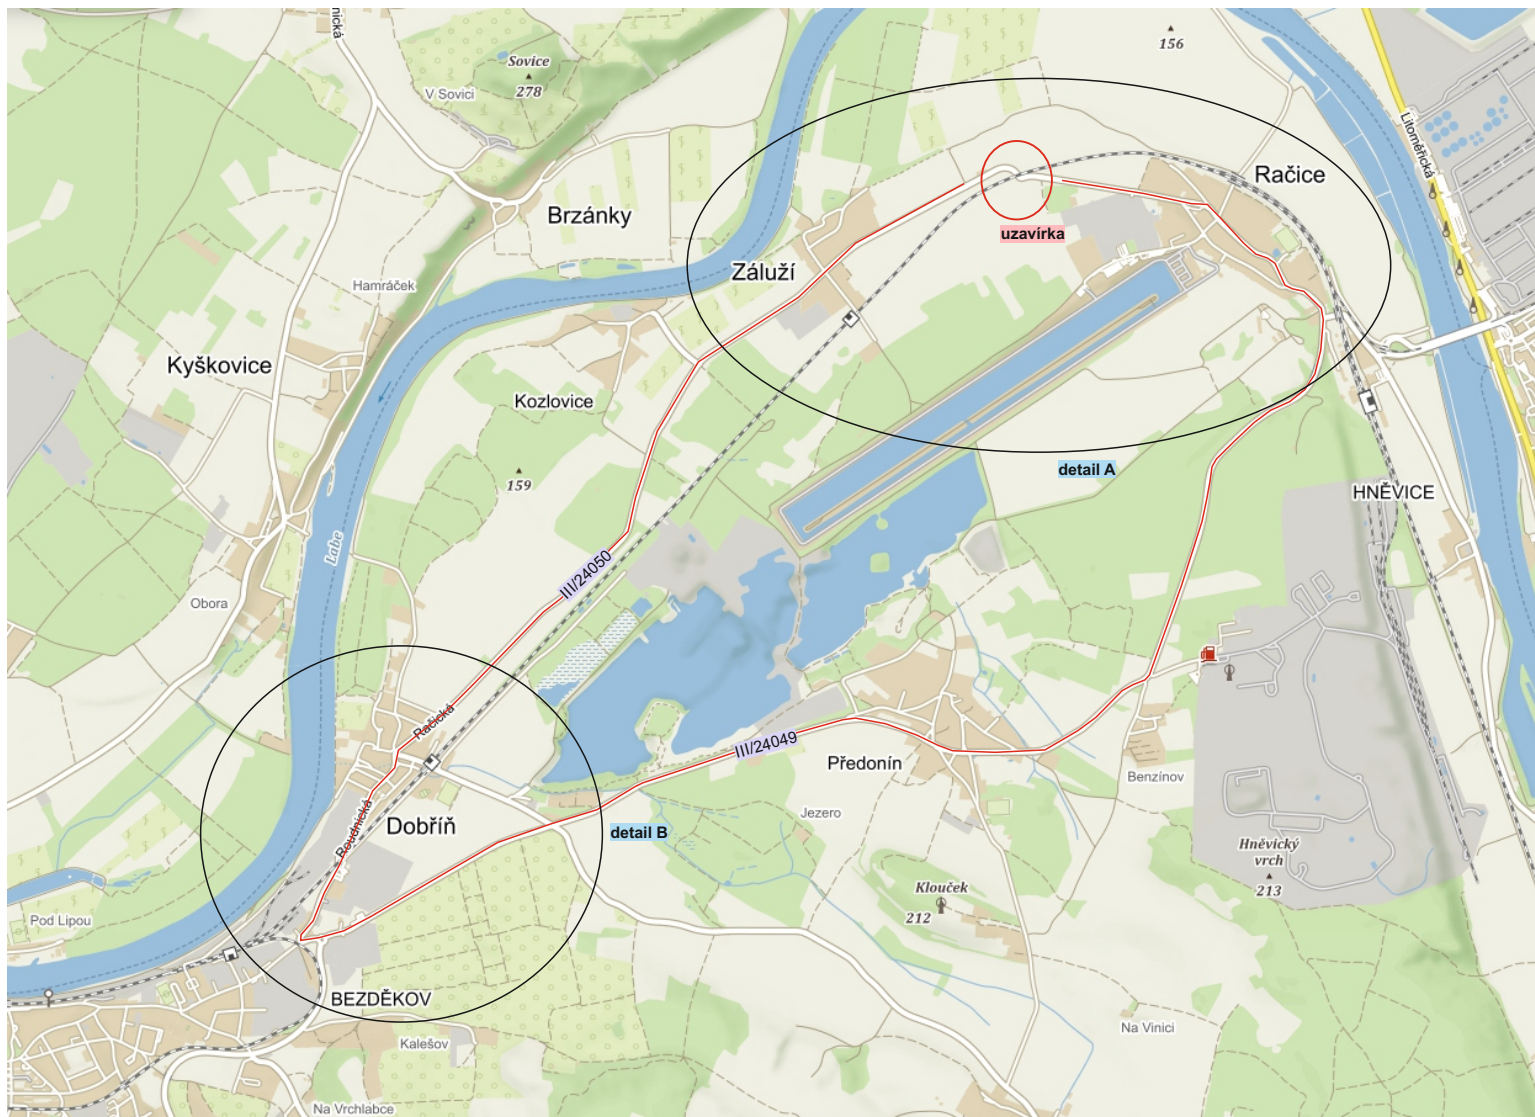 nická
Sovice
278
V Sovici
156
Litoměřická
Račice
Brzánky
uzavírka
Záluží
Hamráček
Kyškovice
Kozlovice
detail A
159
HNĚVICE
Labe
III/24050
Obora
Račická
III/24049
Předonín
Benzínov
Roudnická
Dobříň
Jezero
detail B
Hněvický
vrch
213
Klouček
212
Pod Lipou
BEZDĚKOV
Na Vinici
Kalešov
Na Vrchlabce